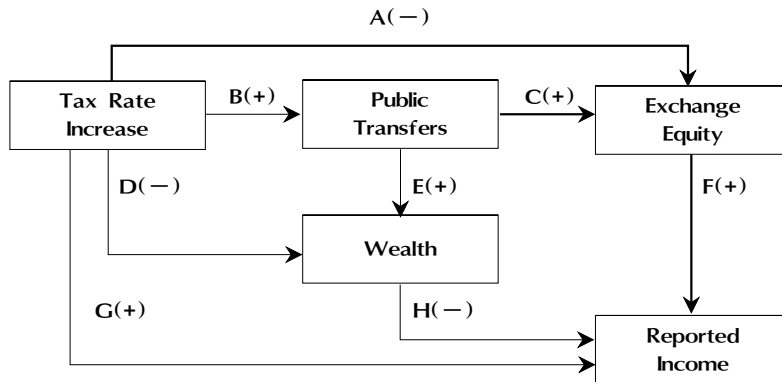 A(—)
Tax Rate
Increase
B(+)
Public
Transfers
C(+)
Exchange
Equity
D(—)
E(+)
F(+)
Wealth
G(+)
H(—)
Reported
Income